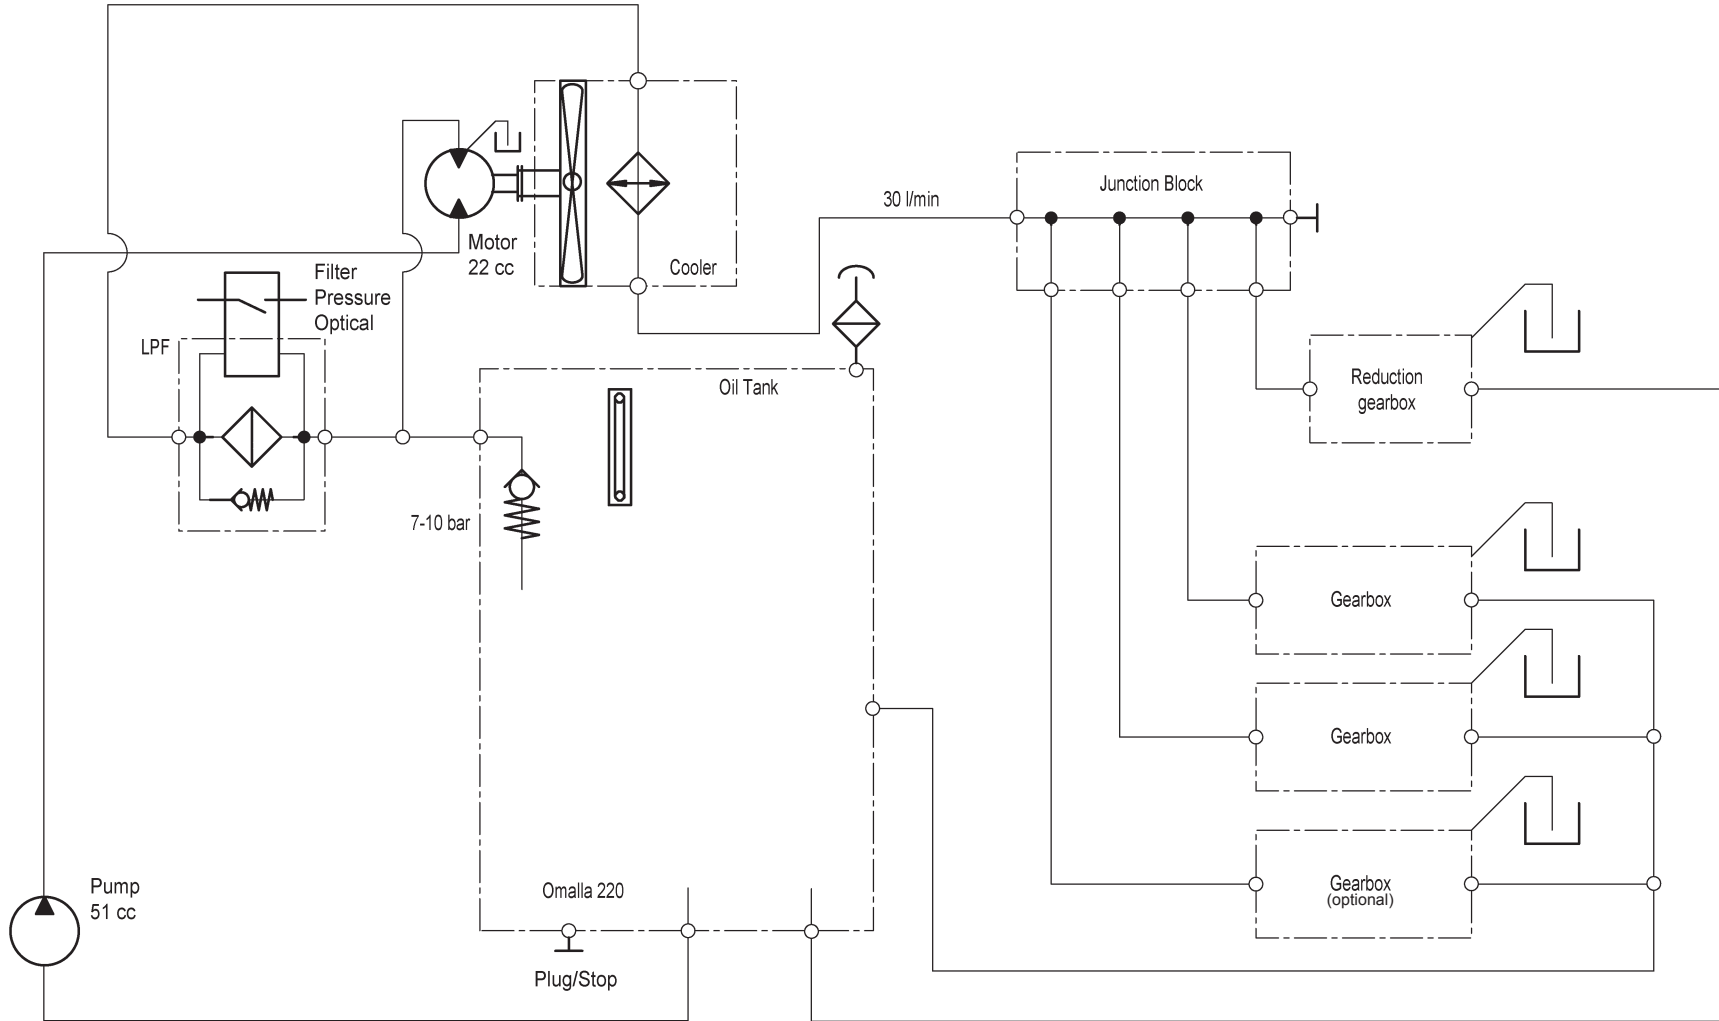 30 l/min
Junction Block
Motor
22 cc
Cooler
Filter
Pressure
Optical
LPF
Oil Tank
Reduction
gearbox
7-10 bar
Gearbox
Gearbox
Gearbox
(optional)
Pump
51 cc
Omalla 220
Plug/Stop